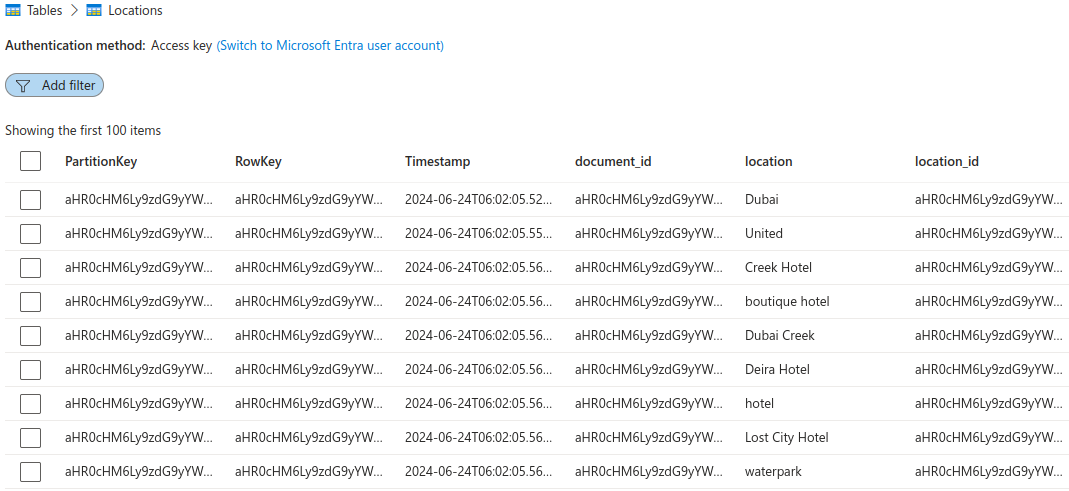 Tables > Locations
Authentication method: Access key (Switch to Microsoft Entra user account)
Add filter
Showing the first 100 items
PartitionKey RowKey Timestamp document_id location location_id
aHR0cHM6Ly9zdG9yYW... aHR0cHM6Ly9zdG9yYW... 2024-06-24T06:02:05.52... aHR0cHM6Ly9zdG9yYW... Dubai aHR0cHM6Ly9zdG9yYW...
aHR0cHM6Ly9zdG9yYW... aHR0cHM6Ly9zdG9yYW... 2024-06-24T06:02:05.55... aHR0cHM6Ly9zdG9yYW... United aHR0cHM6Ly9zdG9yYW...
aHR0cHM6Ly9zdG9yYW... aHR0cHM6Ly9zdG9yYW... 2024-06-24T06:02:05.56... aHR0cHM6Ly9zdG9yYW... Creek Hotel aHR0cHM6Ly9zdG9yYW...
aHR0cHM6Ly9zdG9yYW... aHR0cHM6Ly9zdG9yYW... 2024-06-24T06:02:05.56... aHR0cHM6Ly9zdG9yYW... boutique hotel aHR0cHM6Ly9zdG9yYW...
aHR0cHM6Ly9zdG9yYW... aHR0cHM6Ly9zdG9yYW... 2024-06-24T06:02:05.56... aHR0cHM6Ly9zdG9yYW... Dubai Creek aHR0cHM6Ly9zdG9yYW...
aHR0cHM6Ly9zdG9yYW... aHR0cHM6Ly9zdG9yYW... 2024-06-24T06:02:05.56... aHR0cHM6Ly9zdG9yYW... Deira Hotel aHR0cHM6Ly9zdG9yYW...
aHR0cHM6Ly9zdG9yYW... aHR0cHM6Ly9zdG9yYW... 2024-06-24T06:02:05.56... aHR0cHM6Ly9zdG9yYW... hotel aHR0cHM6Ly9zdG9yYW...
aHR0cHM6Ly9zdG9yYW... aHR0cHM6Ly9zdG9yYW... 2024-06-24T06:02:05.56... aHR0cHM6Ly9zdG9yYW... Lost City Hotel aHR0cHM6Ly9zdG9yYW...
aHR0cHM6Ly9zdG9yYW... aHR0cHM6Ly9zdG9yYW... 2024-06-24T06:02:05.56... aHR0cHM6Ly9zdG9yYW... waterpark aHR0cHM6Ly9zdG9yYW...